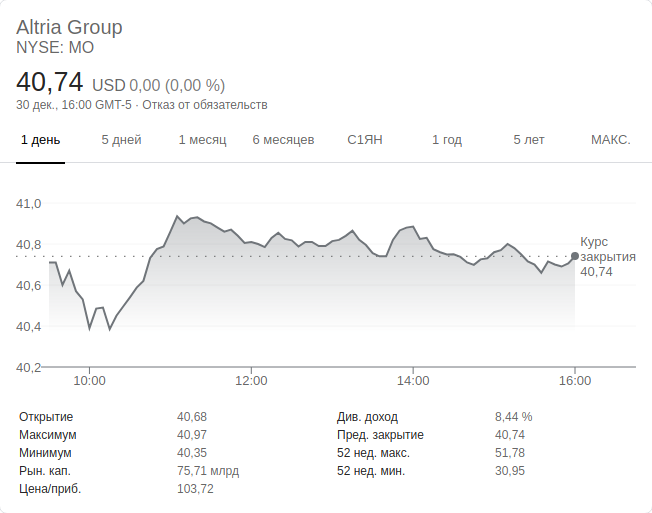 Altria Group
NYSE: MO
40,74 USD 0,00 (0,00 %)
30 дек., 16:00 GMT-5 · Отказ от обязательств
1 день 5 дней 1 месяц 6 месяцев С1ЯН 1 год 5 лет МАКС.
41,0
40,8
40,6
40,4
40,2
Курс
закрытия
40,74
10:00 12:00 14:00 16:00
Открытие 40,68 Див. доход 8,44 %
Максимум 40,97 Пред. закрытие 40,74
Минимум 40,35 52 нед. макс. 51,78
Рын. кап. 75,71 млрд 52 нед. мин. 30,95
Цена/приб. 103,72